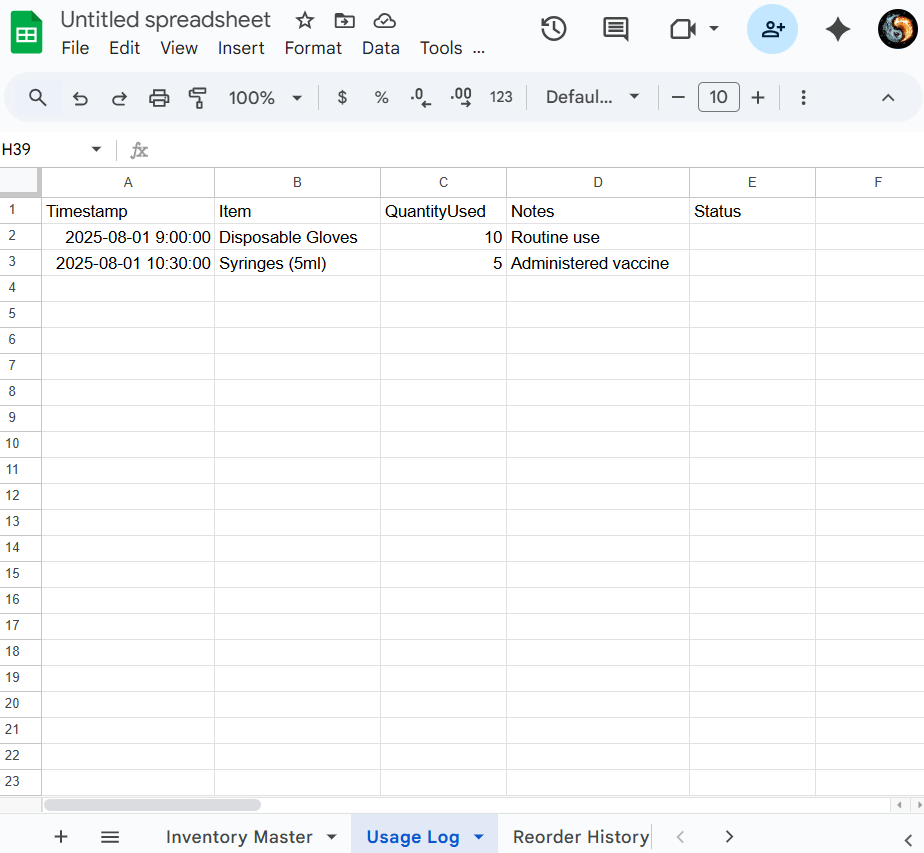 Untitled spreadsheet
File Edit View Insert Format Data Tools ...
100% $ % .0 .00 123 Defaul... 10
H39 fx
A B C D E F
1 Timestamp Item QuantityUsed Notes Status
2 2025-08-01 9:00:00 Disposable Gloves 10 Routine use
3 2025-08-01 10:30:00 Syringes (5ml) 5 Administered vaccine
4
5
6
7
8
9
10
11
12
13
14
15
16
17
18
19
20
21
22
23
Inventory Master Usage Log Reorder History